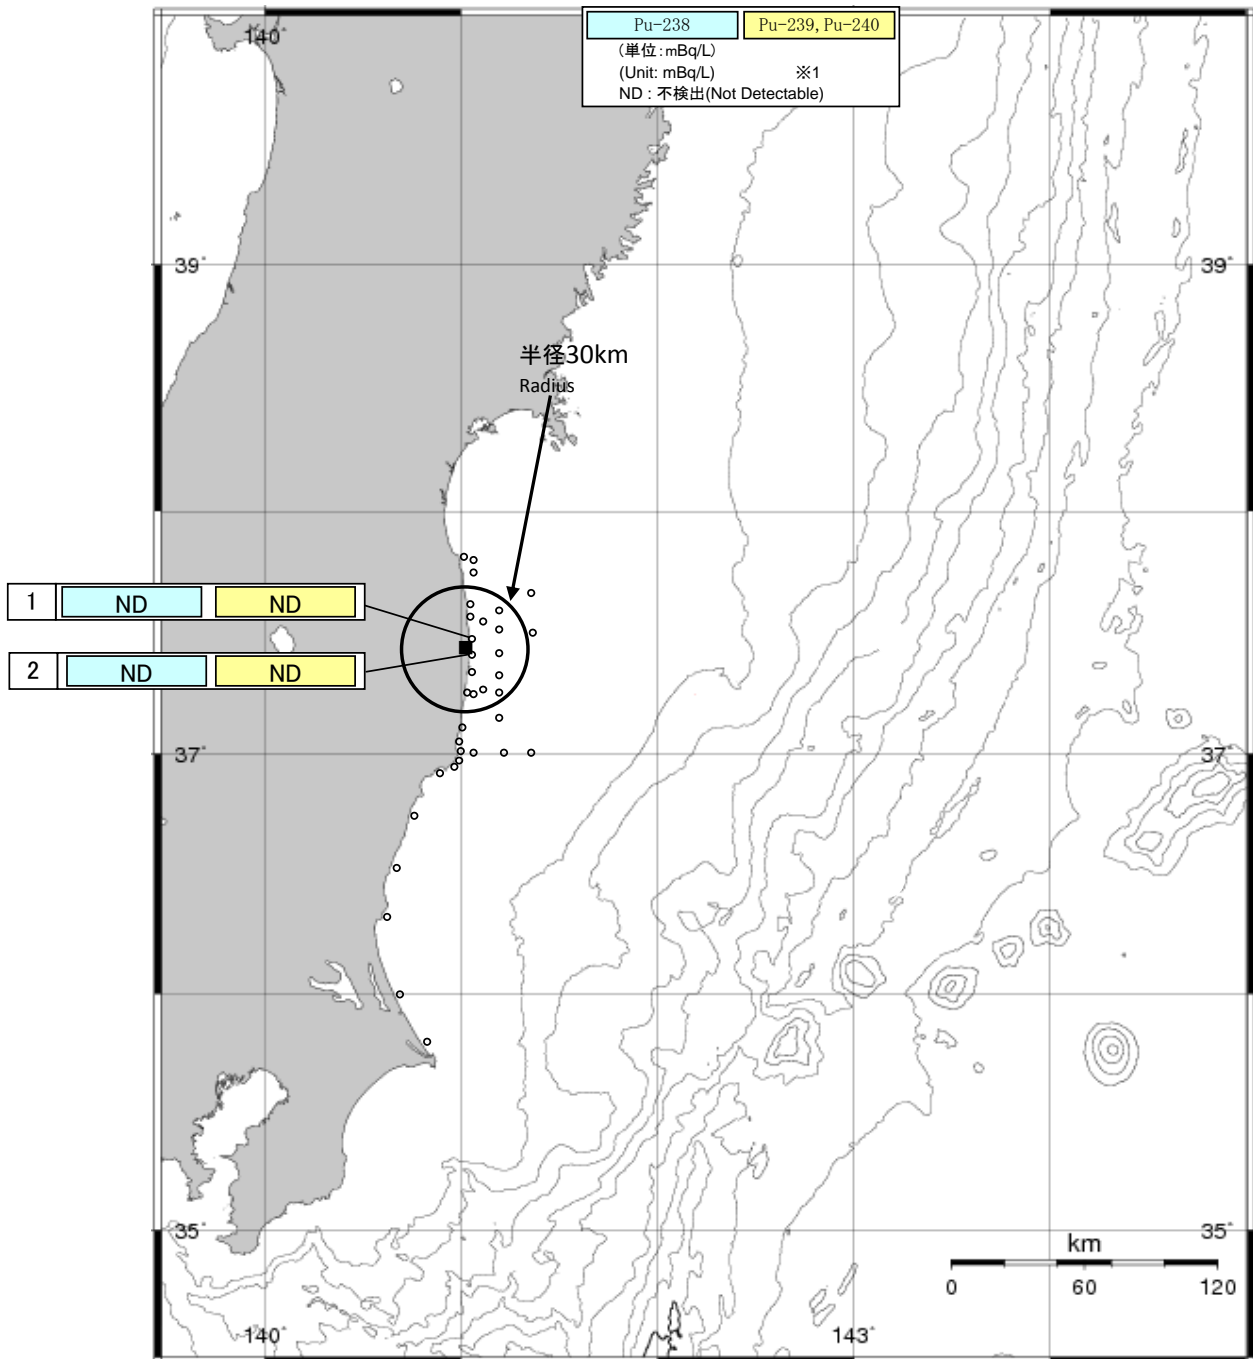 140°
Pu-238 Pu-239, Pu-240
(単位:mBq/L)
(Unit: mBq/L) ※1
ND : 不検出(Not Detectable)
39° 39°
半径30km
Radius
1 ND ND
2 ND ND
37° 37°
35° 35°
km
0 60 120
140° 143°